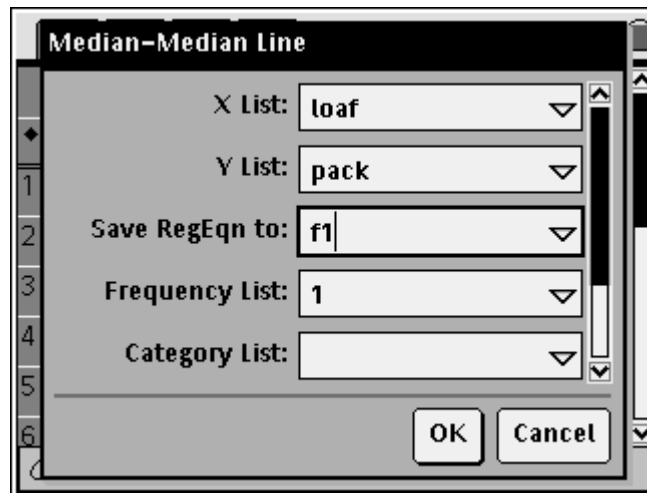 Median-Median Line
X List: loaf
Y List: pack
Save RegEqn to: f1
Frequency List: 1
Category List:
OK Cancel
1
2
3
4
5
6